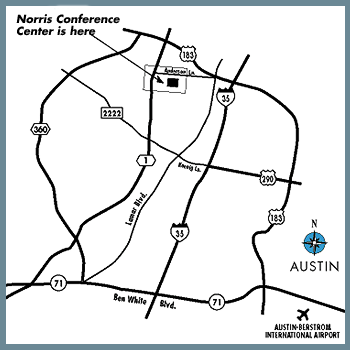 Norris Conference
Center is here
183
Anderson Ln.
35
2222
360
1
Koenig Ln.
290
Lamar Blvd.
183
35
N
AUSTIN
71
Ben White Blvd.
71
AUSTIN-BERSTROM
INTERNATIONAL AIRPORT